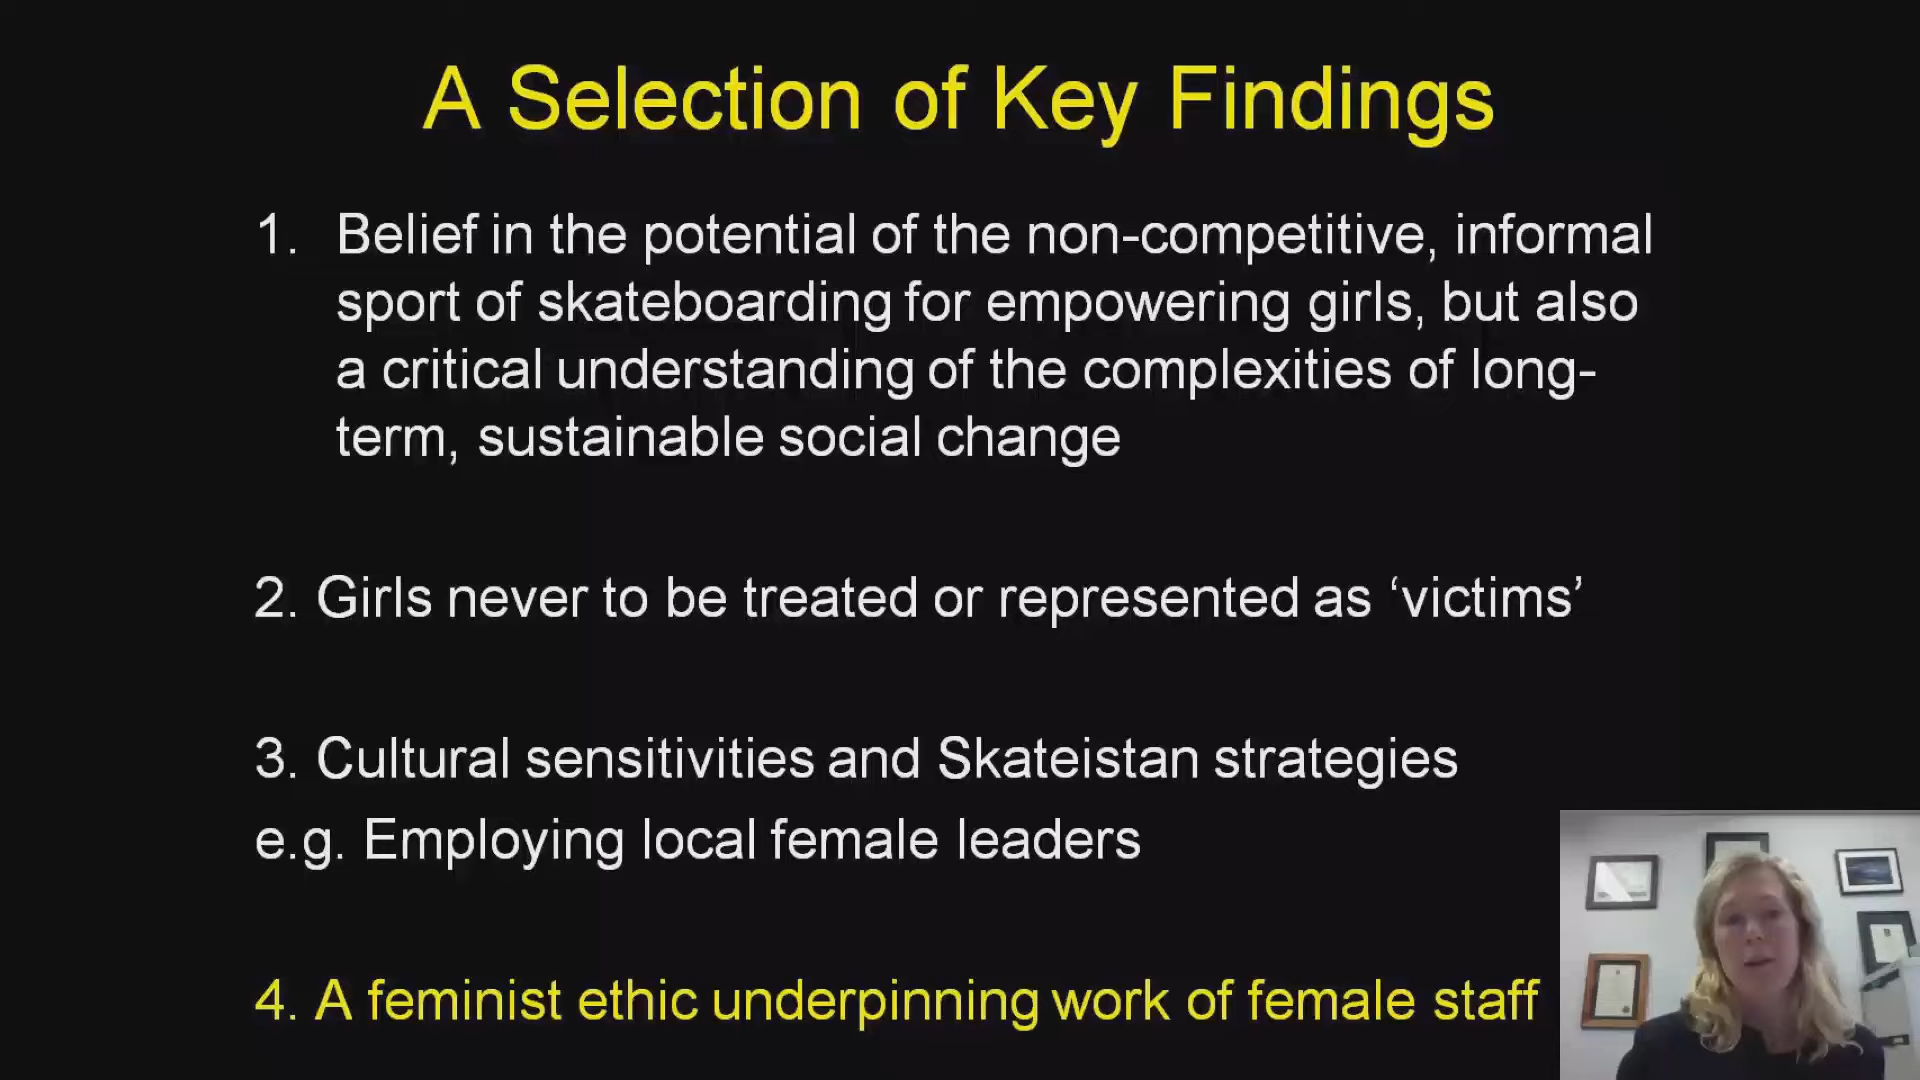 A Selection of Key Findings
1. Belief in the potential of the non-competitive, informal
sport of skateboarding for empowering girls, but also
a critical understanding of the complexities of long-
term, sustainable social change
2. Girls never to be treated or represented as ‘victims’
3. Cultural sensitivities and Skateistan strategies
e.g. Employing local female leaders
4. A feminist ethic underpinning work of female staff